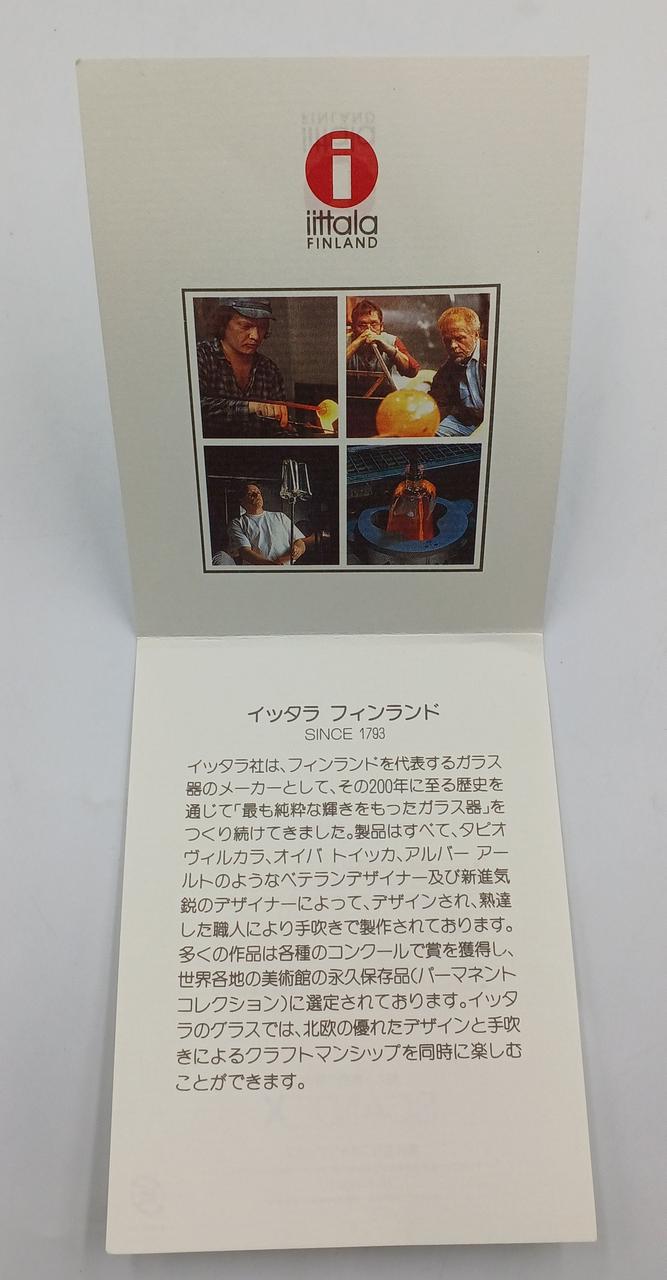 i
iittala
FINLAND
イッタラ フィンランド
SINCE 1793
イッタラ社は、フィンランドを代表するガラス
器のメーカーとして、その200年に至る歴史を
通じて「最も純粋な輝きをもったガラス器」を
つくり続けてきました。製品はすべて、タピオ
ヴィルカラ、オイバ トイッカ、アルバー アー
ルトのようなベテランデザイナー及び新進気
鋭のデザイナーによって、デザインされ、熟達
した職人により手吹きで製作されております。
多くの作品は各種のコンクールで賞を獲得し、
世界各地の美術館の永久保存品(パーマネント
コレクション)に選定されております。イッタ
ラのグラスでは、北欧の優れたデザインと手吹
きによるクラフトマンシップを同時に楽しむ
ことができます。